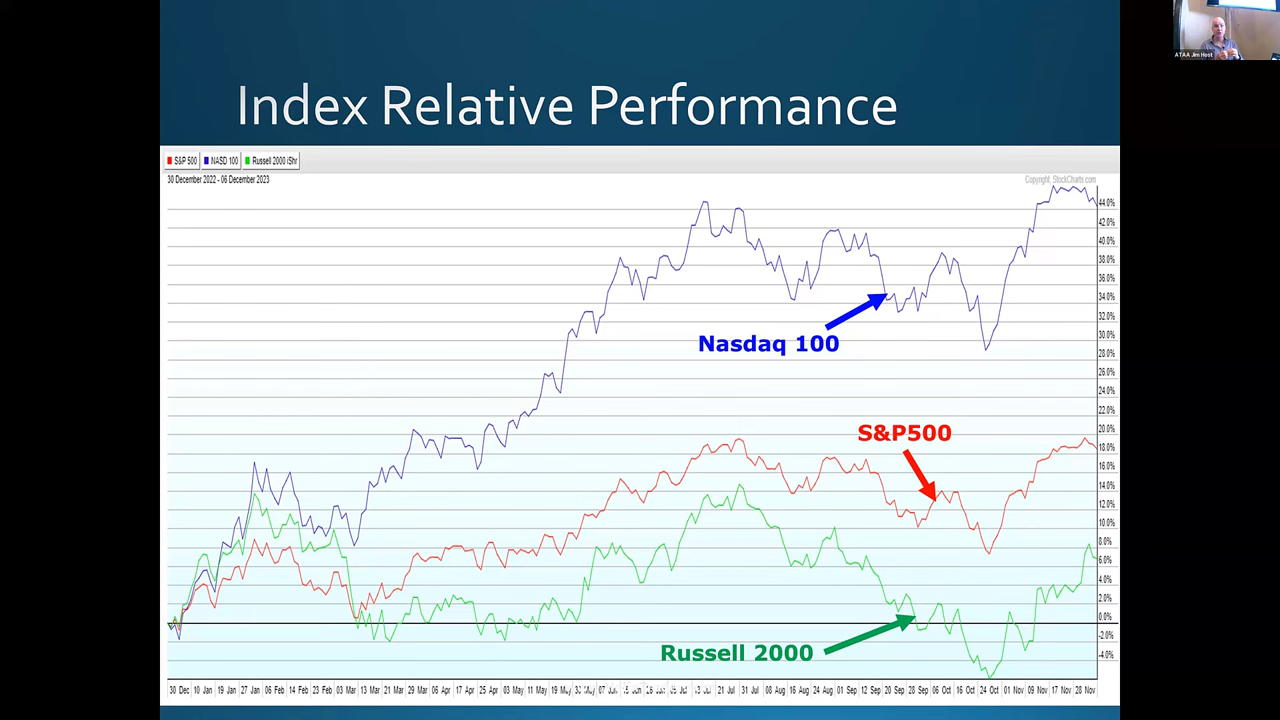 ATAA Jim Host
Index Relative Performance
S&P 500 NASD 100 Russell 2000 iShr
30 December 2022 - 06 December 2023
Copyright, StockCharts.com
44.0%
42.0%
40.0%
38.0%
36.0%
34.0%
32.0%
30.0%
28.0%
26.0%
24.0%
22.0%
20.0%
18.0%
16.0%
14.0%
12.0%
10.0%
8.0%
6.0%
4.0%
2.0%
0.0%
-2.0%
-4.0%
Nasdaq 100
S&P500
Russell 2000
30 Dec 10 Jan 19 Jan 27 Jan 06 Feb 14 Feb 23 Feb 03 Mar 13 Mar 21 Mar 29 Mar 06 Apr 17 Apr 25 Apr 03 May 11 May 19 May 07 Jun 31 Jul 08 Aug 16 Aug 24 Aug 01 Sep 12 Sep 20 Sep 28 Sep 06 Oct 16 Oct 24 Oct 01 Nov 09 Nov 17 Nov 28 Nov